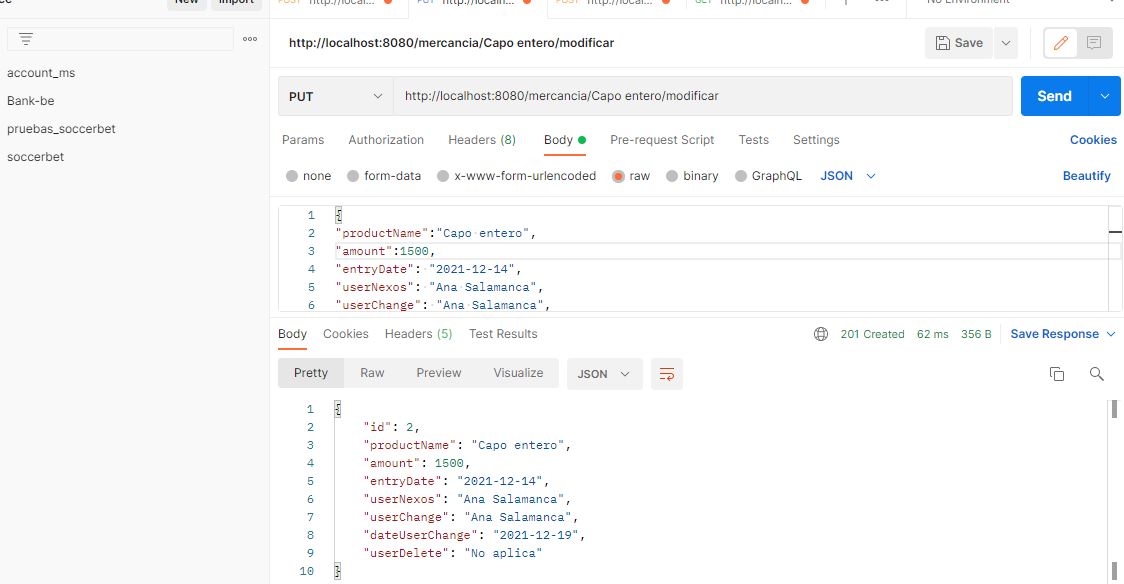 New Import
POST http://local... PUT http://localh... POST http://local... GET http://localh... No Environment
http://localhost:8080/mercancia/Capo entero/modificar
Save
account_ms
Bank-be
pruebas_soccerbet
soccerbet
PUT
http://localhost:8080/mercancia/Capo entero/modificar
Send
Params Authorization Headers (8) Body Pre-request Script Tests Settings Cookies
none form-data x-www-form-urlencoded raw binary GraphQL JSON Beautify
1 {
2 "productName":"Capo entero",
3 "amount":1500,
4 "entryDate": "2021-12-14",
5 "userNexos": "Ana Salamanca",
6 "userChange": "Ana Salamanca",
Body Cookies Headers (5) Test Results 201 Created 62 ms 356 B Save Response
Pretty Raw Preview Visualize JSON
1 {
2 "id": 2,
3 "productName": "Capo entero",
4 "amount": 1500,
5 "entryDate": "2021-12-14",
6 "userNexos": "Ana Salamanca",
7 "userChange": "Ana Salamanca",
8 "dateUserChange": "2021-12-19",
9 "userDelete": "No aplica"
10 }